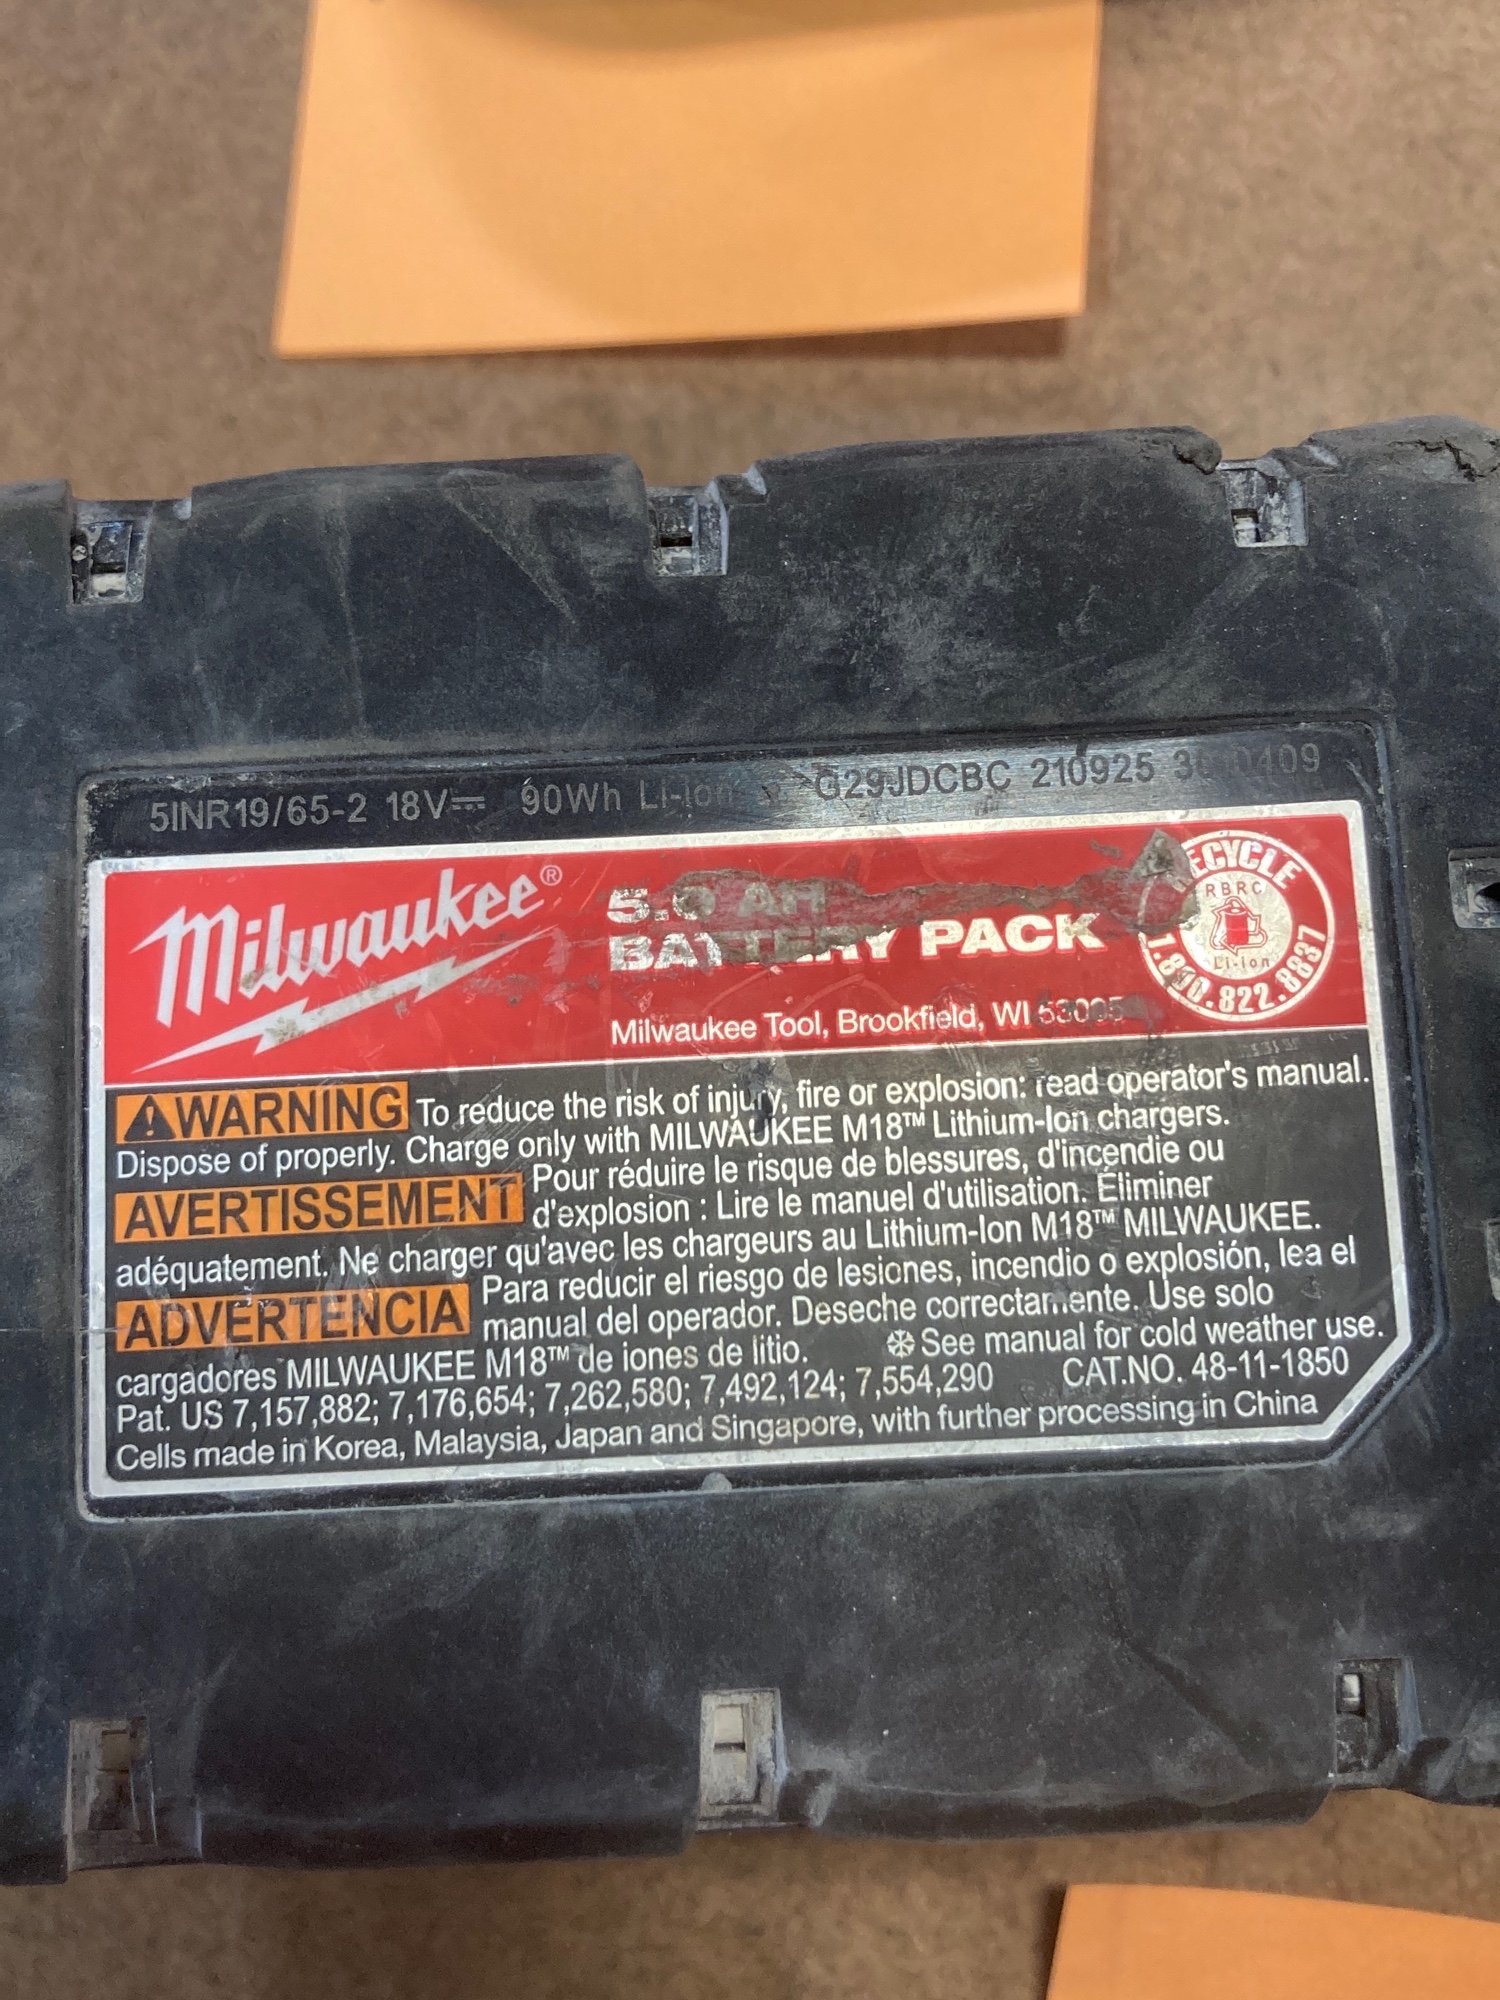 5INR19/65-2 18V⎓ 90Wh Li-Ion G29JDCBC 210925
Milwaukee®
5.0 AH
BATTERY PACK
Milwaukee Tool, Brookfield, WI 53005
RECYCLE
RBRC
Li-Ion
1.800.822.8837
⚠WARNING To reduce the risk of injury, fire or explosion: read operator's manual.
Dispose of properly. Charge only with MILWAUKEE M18™ Lithium-Ion chargers.
AVERTISSEMENT Pour réduire le risque de blessures, d'incendie ou
d'explosion : Lire le manuel d'utilisation. Éliminer
adéquatement. Ne charger qu'avec les chargeurs au Lithium-Ion M18™ MILWAUKEE.
ADVERTENCIA Para reducir el riesgo de lesiones, incendio o explosión, lea el
manual del operador. Deseche correctamente. Use solo
cargadores MILWAUKEE M18™ de iones de litio. ❄See manual for cold weather use.
Pat. US 7,157,882; 7,176,654; 7,262,580; 7,492,124; 7,554,290 CAT.NO. 48-11-1850
Cells made in Korea, Malaysia, Japan and Singapore, with further processing in China